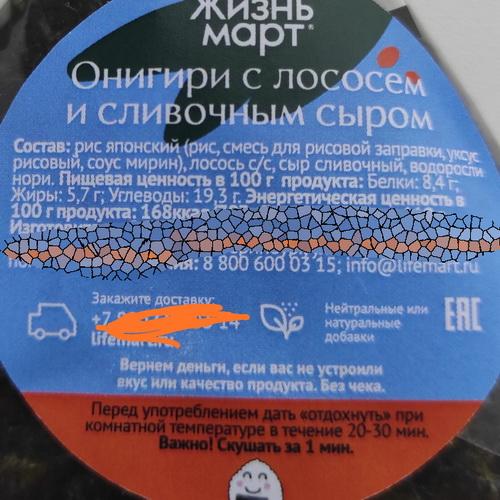 ЖИЗНЬ
март®
Онигири с лососем
и сливочным сыром
Состав: рис японский (рис, смесь для рисовой заправки, уксус
рисовый, соус мирин), лосось с/с, сыр сливочный, водоросли
нори. Пищевая ценность в 100 г продукта: Белки: 8,4 г;
Жиры: 5,7 г; Углеводы: 19,3 г. Энергетическая ценность в
100 г продукта: 168ккал
8 800 600 03 15; info@lifemart.ru
Закажите доставку:
+7
Нейтральные или
натуральные
добавки
EAC
Вернем деньги, если вас не устроили
вкус или качество продукта. Без чека.
Перед употреблением дать «отдохнуть» при
комнатной температуре в течение 20-30 мин.
Важно! Скушать за 1 мин.